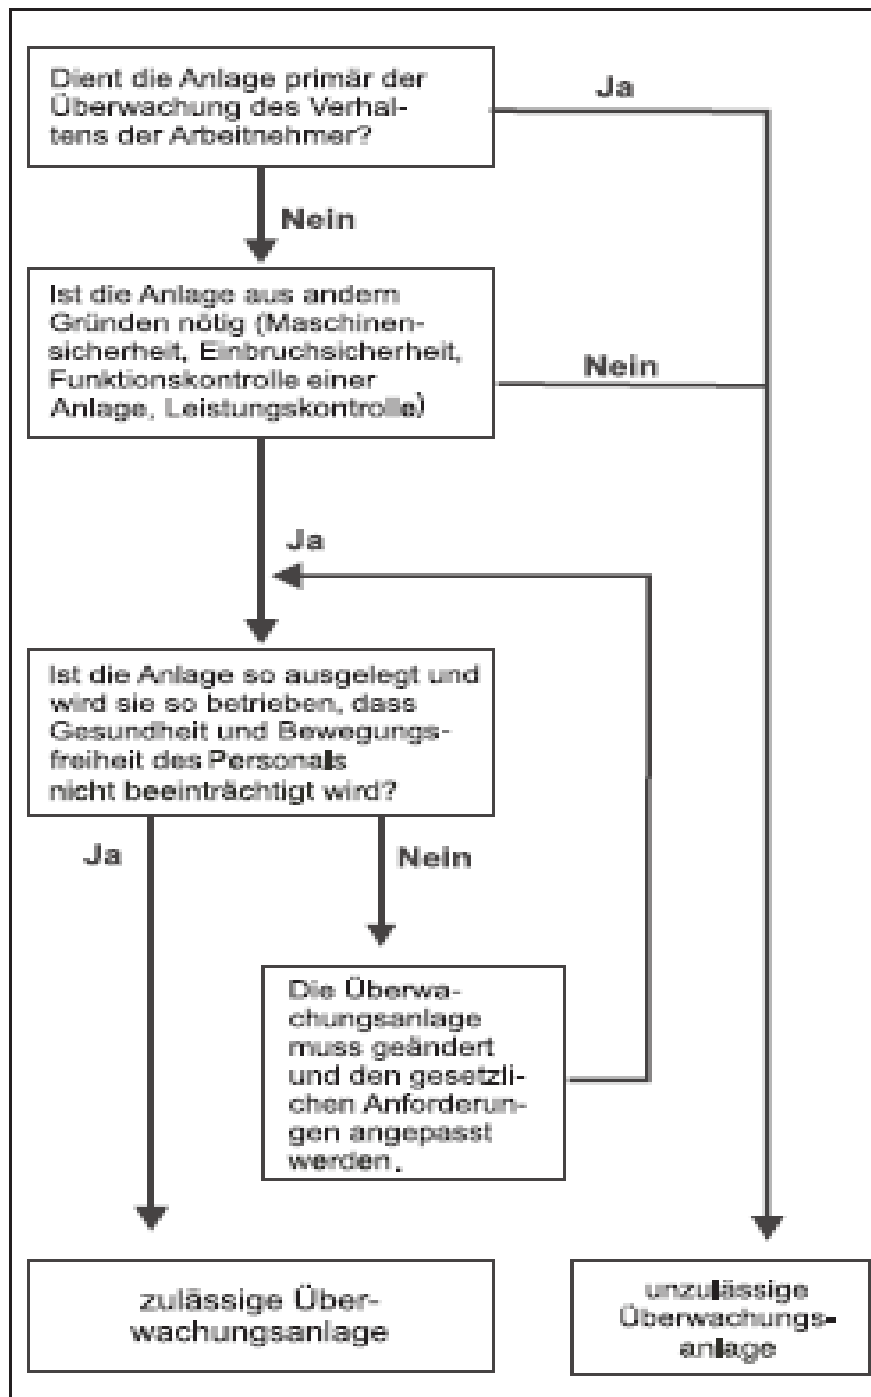 Dient die Anlage primär der
Überwachung des Verhal-
tens der Arbeitnehmer?
Ja
Nein
Ist die Anlage aus andern
Gründen nötig (Maschinen-
sicherheit, Einbruchsicherheit,
Funktionskontrolle einer
Anlage, Leistungskontrolle)
Nein
Ja
Ist die Anlage so ausgelegt und
wird sie so betrieben, dass
Gesundheit und Bewegungs-
freiheit des Personals
nicht beeinträchtigt wird?
Ja
Nein
Die Überwa-
chungsanlage
muss geändert
und den gesetzli-
chen Anforderun-
gen angepasst
werden.
zulässige Über-
wachungsanlage
unzulässige
Überwachungs-
anlage